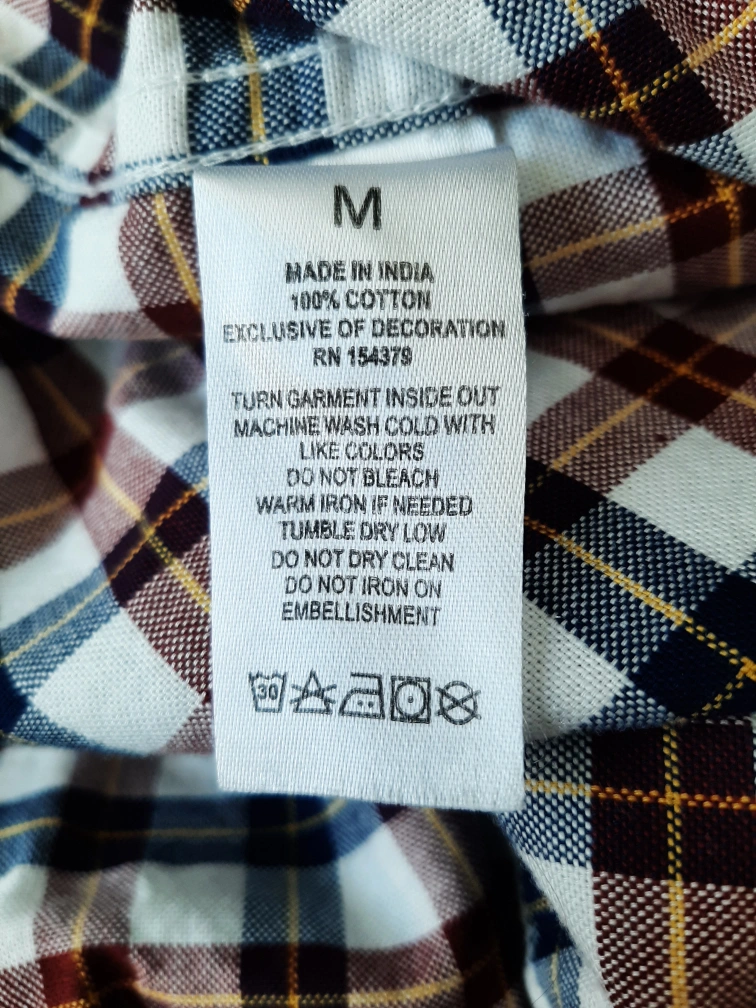 M
MADE IN INDIA
100% COTTON
EXCLUSIVE OF DECORATION
RN 154379
TURN GARMENT INSIDE OUT
MACHINE WASH COLD WITH
LIKE COLORS
DO NOT BLEACH
WARM IRON IF NEEDED
TUMBLE DRY LOW
DO NOT DRY CLEAN
DO NOT IRON ON
EMBELLISHMENT
30